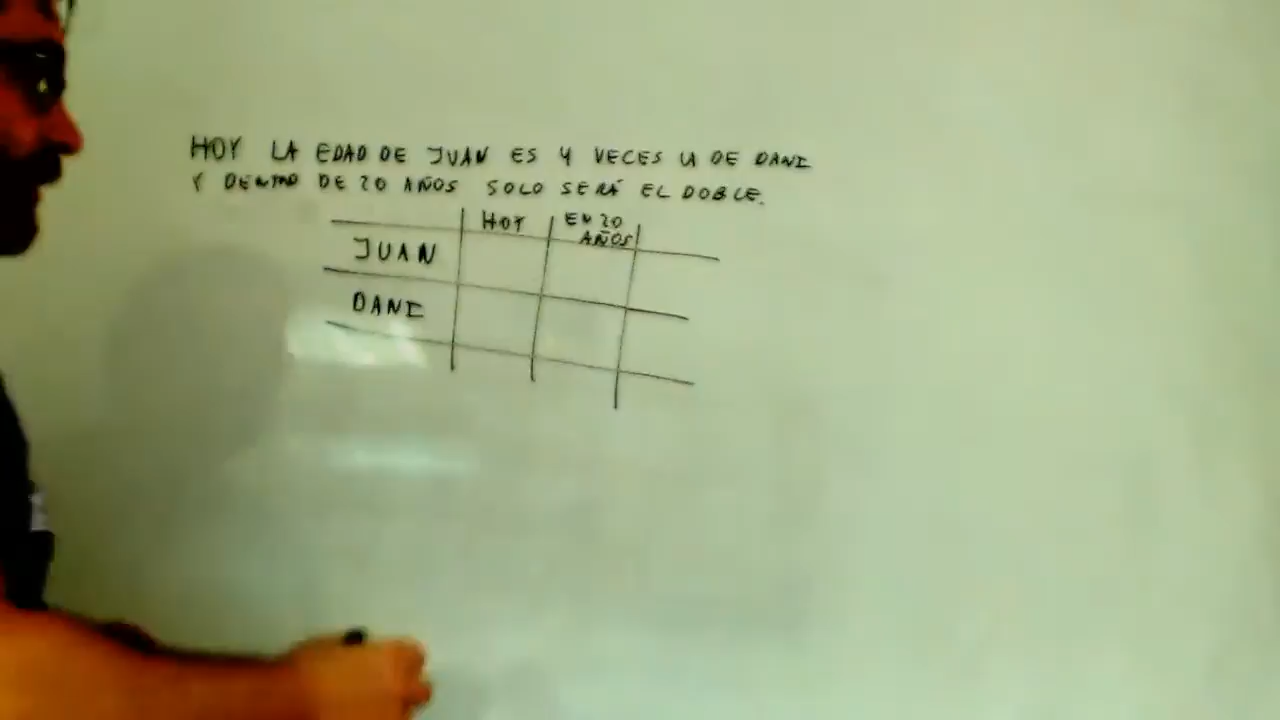 HOY LA EDAD DE JUAN ES 4 VECES LA DE DANI
Y DENTRO DE 20 AÑOS SOLO SERÁ EL DOBLE.
HOY EN 20 AÑOS
JUAN
DANI